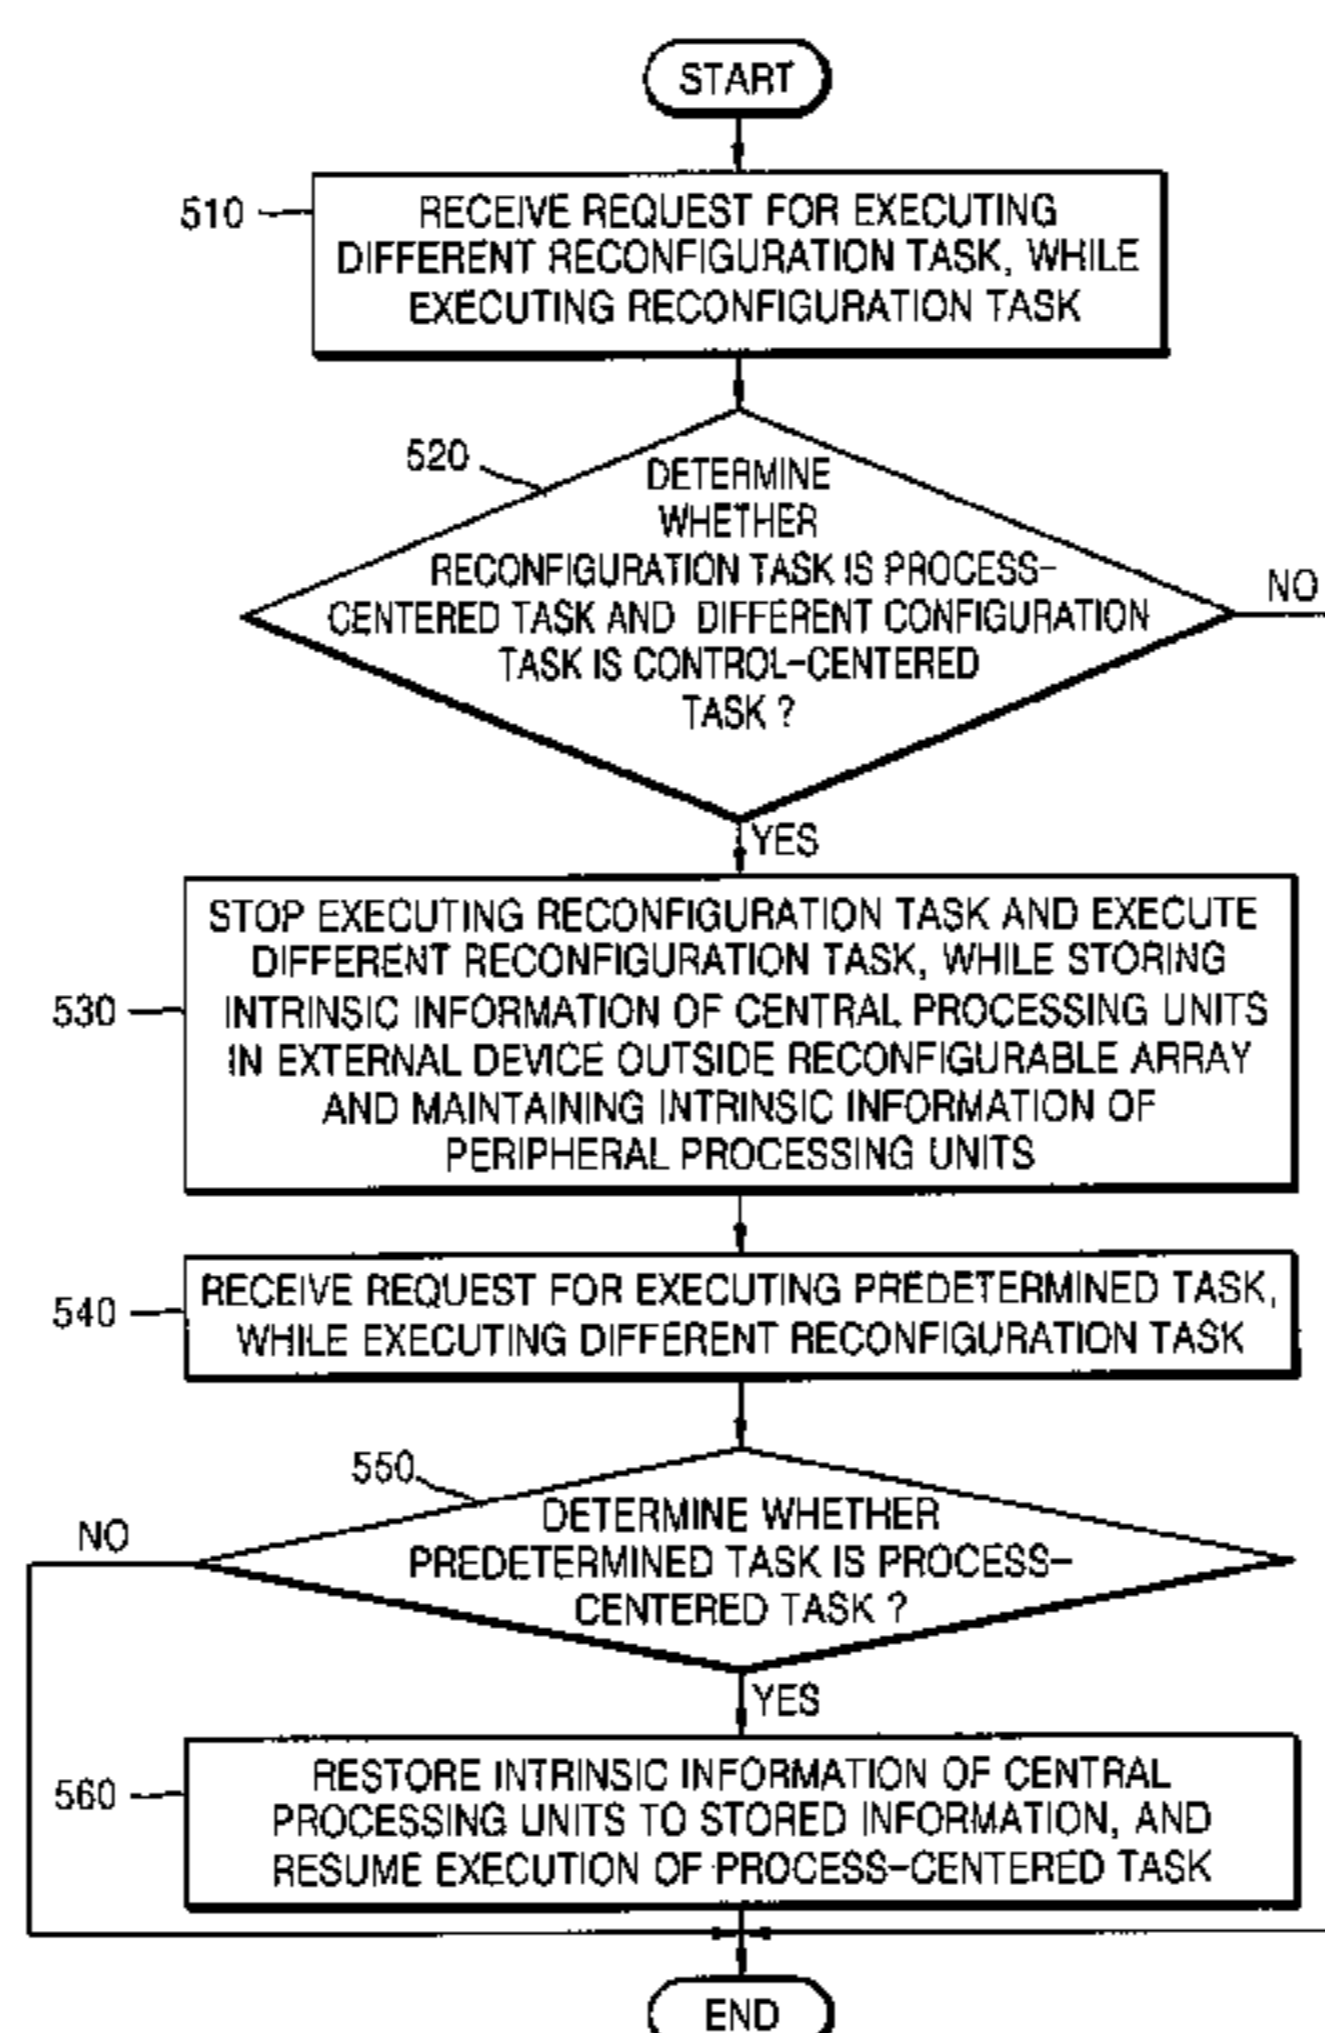 START
510
RECEIVE REQUEST FOR EXECUTING
DIFFERENT RECONFIGURATION TASK, WHILE
EXECUTING RECONFIGURATION TASK
520
DETERMINE
WHETHER
RECONFIGURATION TASK IS PROCESS-
CENTERED TASK AND DIFFERENT CONFIGURATION
TASK IS CONTROL-CENTERED
TASK ?
NO
YES
530
STOP EXECUTING RECONFIGURATION TASK AND EXECUTE
DIFFERENT RECONFIGURATION TASK, WHILE STORING
INTRINSIC INFORMATION OF CENTRAL PROCESSING UNITS
IN EXTERNAL DEVICE OUTSIDE RECONFIGURABLE ARRAY
AND MAINTAINING INTRINSIC INFORMATION OF
PERIPHERAL PROCESSING UNITS
540
RECEIVE REQUEST FOR EXECUTING PREDETERMINED TASK,
WHILE EXECUTING DIFFERENT RECONFIGURATION TASK
550
NO
DETERMINE WHETHER
PREDETERMINED TASK IS PROCESS-
CENTERED TASK ?
YES
560
RESTORE INTRINSIC INFORMATION OF CENTRAL
PROCESSING UNITS TO STORED INFORMATION, AND
RESUME EXECUTION OF PROCESS-CENTERED TASK
END